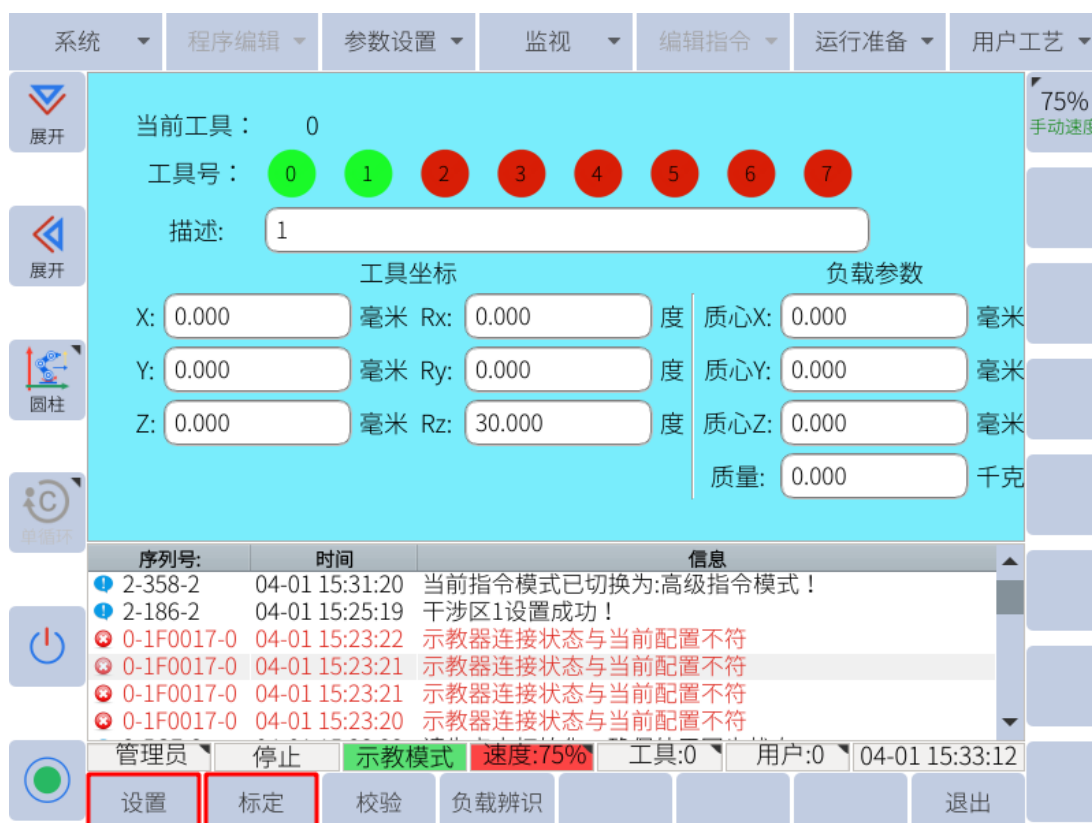 系统 程序编辑 参数设置 监视 编辑指令 运行准备 用户工艺
展开
75%
手动速度
当前工具： 0
工具号： 0 1 2 3 4 5 6 7
描述: 1
展开
工具坐标 负载参数
X: 0.000 毫米 Rx: 0.000 度 质心X: 0.000 毫米
Y: 0.000 毫米 Ry: 0.000 度 质心Y: 0.000 毫米
圆柱
Z: 0.000 毫米 Rz: 30.000 度 质心Z: 0.000 毫米
质量: 0.000 千克
单循环
序列号: 时间 信息
2-358-2 04-01 15:31:20 当前指令模式已切换为:高级指令模式！
2-186-2 04-01 15:25:19 干涉区1设置成功！
0-1F0017-0 04-01 15:23:22 示教器连接状态与当前配置不符
0-1F0017-0 04-01 15:23:21 示教器连接状态与当前配置不符
0-1F0017-0 04-01 15:23:21 示教器连接状态与当前配置不符
0-1F0017-0 04-01 15:23:20 示教器连接状态与当前配置不符
管理员 停止 示教模式 速度:75% 工具:0 用户:0 04-01 15:33:12
设置 标定 校验 负载辨识 退出